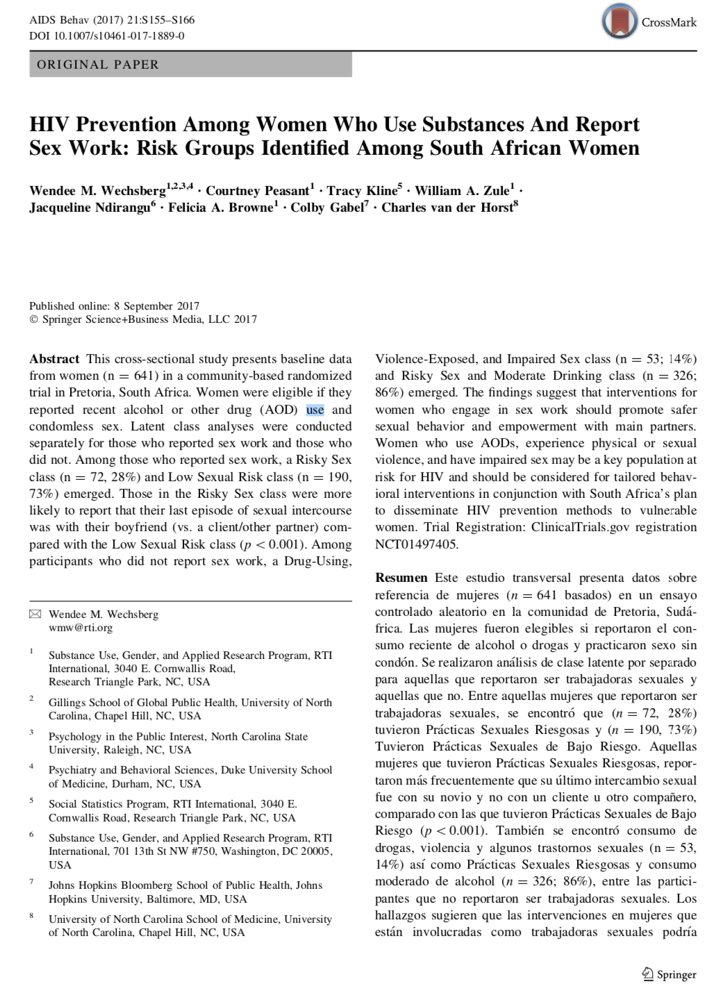 AIDS Behav (2017) 21:S155–S166
DOI 10.1007/s10461-017-1889-0
CrossMark
ORIGINAL PAPER
HIV Prevention Among Women Who Use Substances And Report
Sex Work: Risk Groups Identified Among South African Women
Wendee M. Wechsberg1,2,3,4 · Courtney Peasant1 · Tracy Kline5 · William A. Zule1 ·
Jacqueline Ndirangu6 · Felicia A. Browne1 · Colby Gabel7 · Charles van der Horst8
Published online: 8 September 2017
© Springer Science+Business Media, LLC 2017
Abstract This cross-sectional study presents baseline data
from women (n = 641) in a community-based randomized
trial in Pretoria, South Africa. Women were eligible if they
reported recent alcohol or other drug (AOD) use and
condomless sex. Latent class analyses were conducted
separately for those who reported sex work and those who
did not. Among those who reported sex work, a Risky Sex
class (n = 72, 28%) and Low Sexual Risk class (n = 190,
73%) emerged. Those in the Risky Sex class were more
likely to report that their last episode of sexual intercourse
was with their boyfriend (vs. a client/other partner) com-
pared with the Low Sexual Risk class (p < 0.001). Among
participants who did not report sex work, a Drug-Using,
Violence-Exposed, and Impaired Sex class (n = 53; 14%)
and Risky Sex and Moderate Drinking class (n = 326;
86%) emerged. The findings suggest that interventions for
women who engage in sex work should promote safer
sexual behavior and empowerment with main partners.
Women who use AODs, experience physical or sexual
violence, and have impaired sex may be a key population at
risk for HIV and should be considered for tailored behav-
ioral interventions in conjunction with South Africa's plan
to disseminate HIV prevention methods to vulnerable
women. Trial Registration: ClinicalTrials.gov registration
NCT01497405.
Resumen Este estudio transversal presenta datos sobre
referencia de mujeres (n = 641 basados) en un ensayo
controlado aleatorio en la comunidad de Pretoria, Sudá-
frica. Las mujeres fueron elegibles si reportaron el con-
sumo reciente de alcohol o drogas y practicaron sexo sin
condón. Se realizaron análisis de clase latente por separado
para aquellas que reportaron ser trabajadoras sexuales y
aquellas que no. Entre aquellas mujeres que reportaron ser
trabajadoras sexuales, se encontró que (n = 72, 28%)
tuvieron Prácticas Sexuales Riesgosas y (n = 190, 73%)
Tuvieron Prácticas Sexuales de Bajo Riesgo. Aquellas
mujeres que tuvieron Prácticas Sexuales Riesgosas, repor-
taron más frecuentemente que su último intercambio sexual
fue con su novio y no con un cliente u otro compañero,
comparado con las que tuvieron Prácticas Sexuales de Bajo
Riesgo (p < 0.001). También se encontró consumo de
drogas, violencia y algunos trastornos sexuales (n = 53,
14%) así como Prácticas Sexuales Riesgosas y consumo
moderado de alcohol (n = 326; 86%), entre las partici-
pantes que no reportaron ser trabajadoras sexuales. Los
hallazgos sugieren que las intervenciones en mujeres que
están involucradas como trabajadoras sexuales podría
Wendee M. Wechsberg
wmw@rti.org
1 Substance Use, Gender, and Applied Research Program, RTI
International, 3040 E. Cornwallis Road,
Research Triangle Park, NC, USA
2 Gillings School of Global Public Health, University of North
Carolina, Chapel Hill, NC, USA
3 Psychology in the Public Interest, North Carolina State
University, Raleigh, NC, USA
4 Psychiatry and Behavioral Sciences, Duke University School
of Medicine, Durham, NC, USA
5 Social Statistics Program, RTI International, 3040 E.
Cornwallis Road, Research Triangle Park, NC, USA
6 Substance Use, Gender, and Applied Research Program, RTI
International, 701 13th St NW #750, Washington, DC 20005,
USA
7 Johns Hopkins Bloomberg School of Public Health, Johns
Hopkins University, Baltimore, MD, USA
8 University of North Carolina School of Medicine, University
of North Carolina, Chapel Hill, NC, USA
Springer